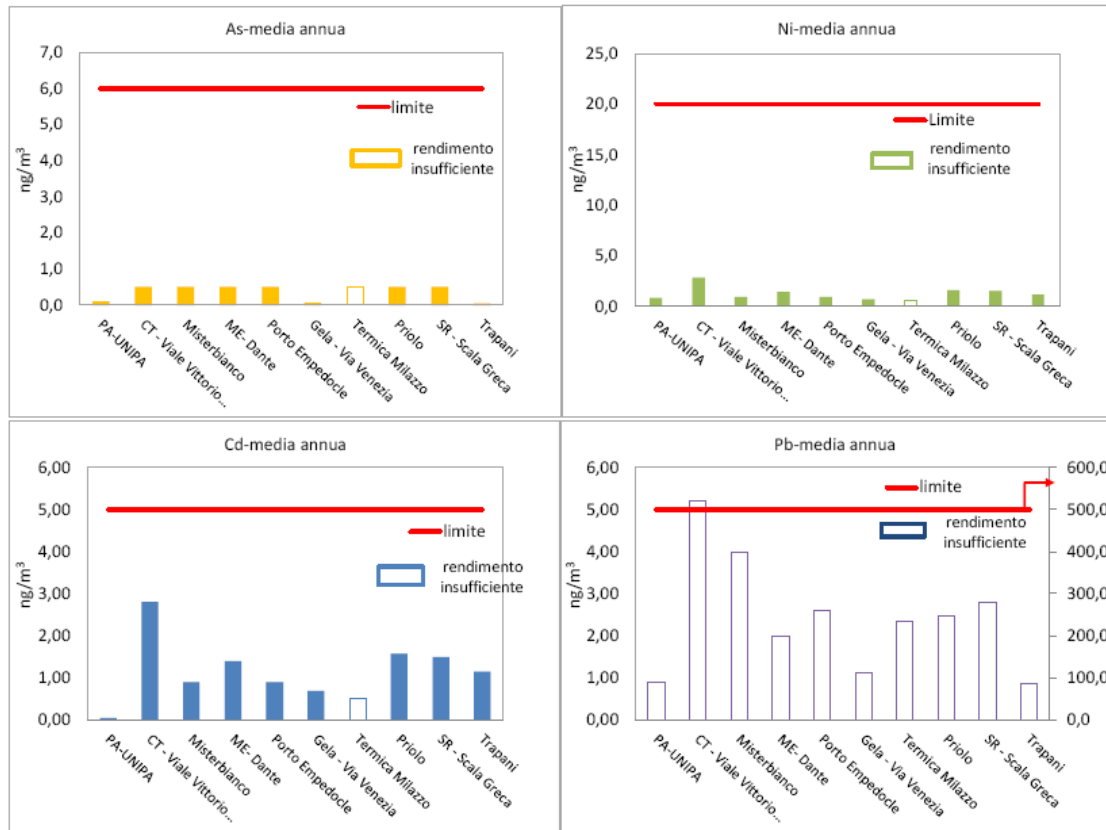 As-media annua
7,0
6,0
5,0
4,0
3,0
2,0
1,0
0,0
ng/m³
limite
rendimento
insufficiente
PA-UNIPA
CT - Viale Vittorio...
Misterbianco
ME- Dante
Porto Empedocle
Gela - Via Venezia
Termica Milazzo
Priolo
SR - Scala Greca
Trapani
Ni-media annua
25,0
20,0
15,0
10,0
5,0
0,0
ng/m³
Limite
rendimento
insufficiente
PA-UNIPA
CT - Viale Vittorio...
Misterbianco
ME- Dante
Porto Empedocle
Gela - Via Venezia
Termica Milazzo
Priolo
SR - Scala Greca
Trapani
Cd-media annua
6,00
5,00
4,00
3,00
2,00
1,00
0,00
ng/m³
limite
rendimento
insufficiente
PA-UNIPA
CT - Viale Vittorio...
Misterbianco
ME- Dante
Porto Empedocle
Gela - Via Venezia
Termica Milazzo
Priolo
SR - Scala Greca
Trapani
Pb-media annua
6,00
5,00
4,00
3,00
2,00
1,00
0,00
ng/m³
limite
rendimento
insufficiente
600,0
500,0
400,0
300,0
200,0
100,0
0,0
PA-UNIPA
CT - Viale Vittorio...
Misterbianco
ME- Dante
Porto Empedocle
Gela - Via Venezia
Termica Milazzo
Priolo
SR - Scala Greca
Trapani